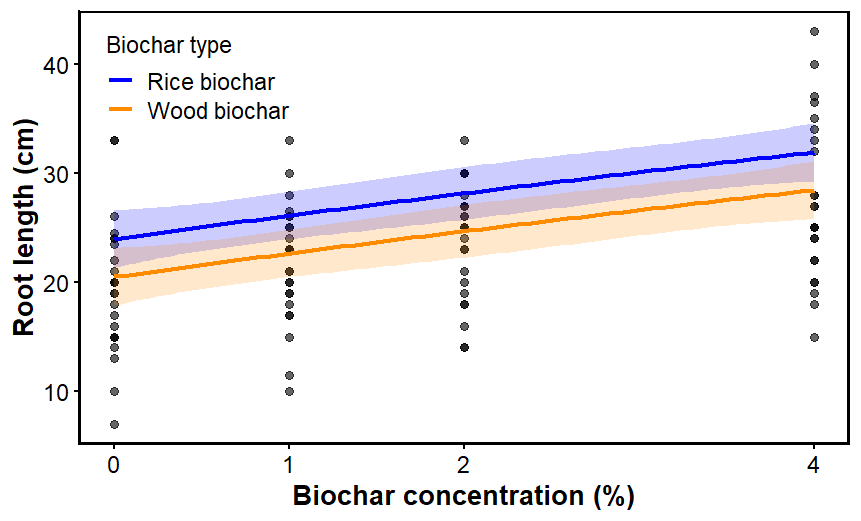 Biochar type
Rice biochar
Wood biochar
Root length (cm)
40
30
20
10
0 1 2 4
Biochar concentration (%)